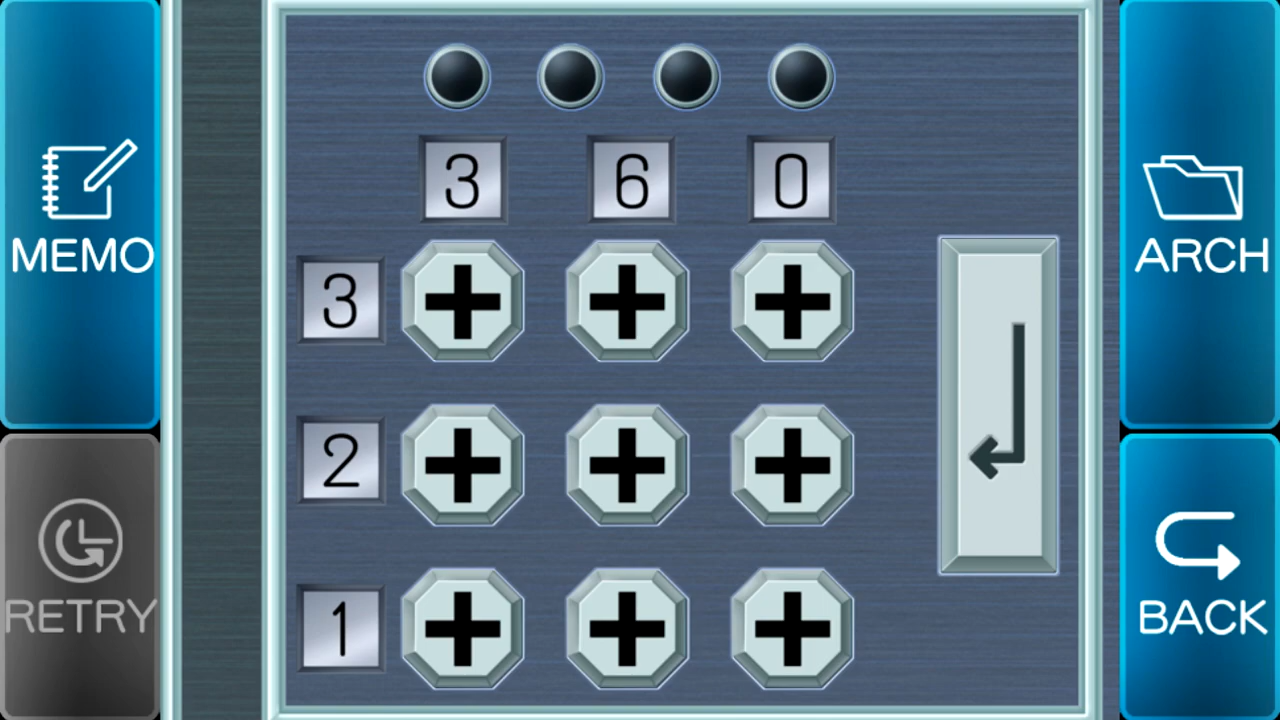 3 6 0
3 + + +
2 + + +
1 + + +
MEMO
RETRY
ARCH
BACK